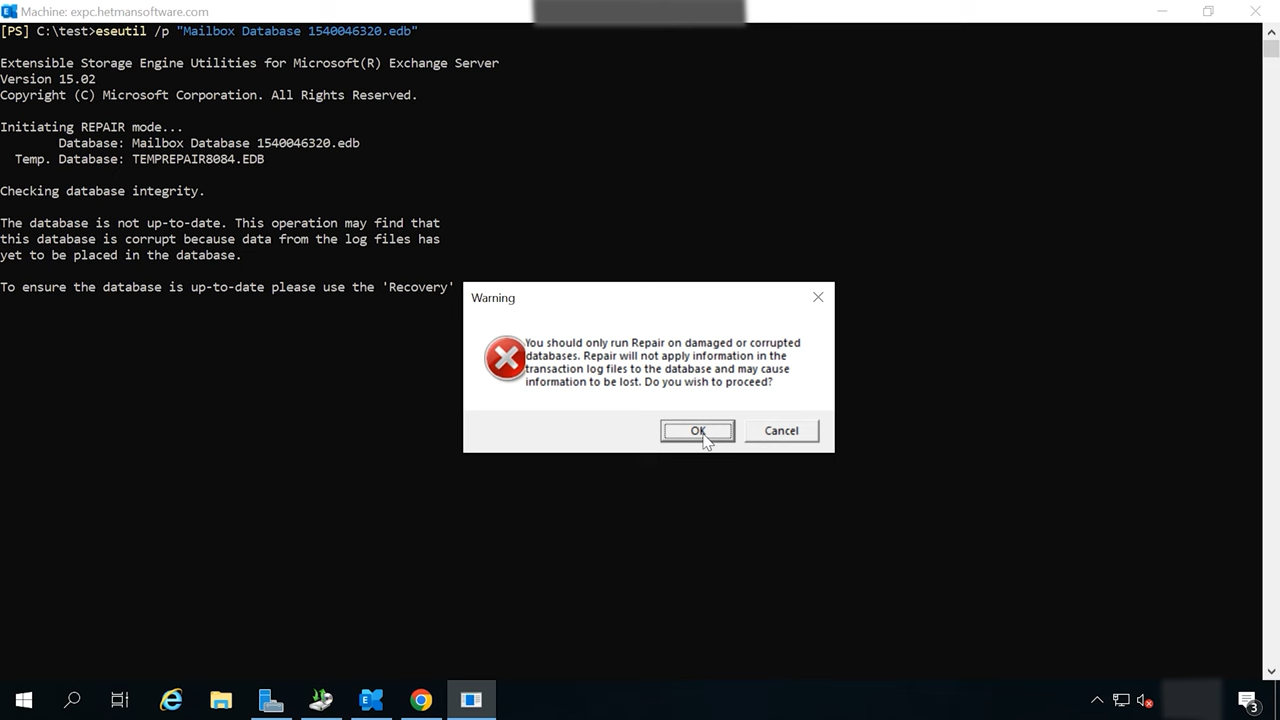 Machine: expc.hetmansoftware.com
[PS] C:\test>eseutil /p "Mailbox Database 1540046320.edb"
Extensible Storage Engine Utilities for Microsoft(R) Exchange Server
Version 15.02
Copyright (C) Microsoft Corporation. All Rights Reserved.
Initiating REPAIR mode...
Database: Mailbox Database 1540046320.edb
Temp. Database: TEMPREPAIR8084.EDB
Checking database integrity.
The database is not up-to-date. This operation may find that
this database is corrupt because data from the log files has
yet to be placed in the database.
To ensure the database is up-to-date please use the 'Recovery'
Warning
You should only run Repair on damaged or corrupted
databases. Repair will not apply information in the
transaction log files to the database and may cause
information to be lost. Do you wish to proceed?
OK
Cancel
3